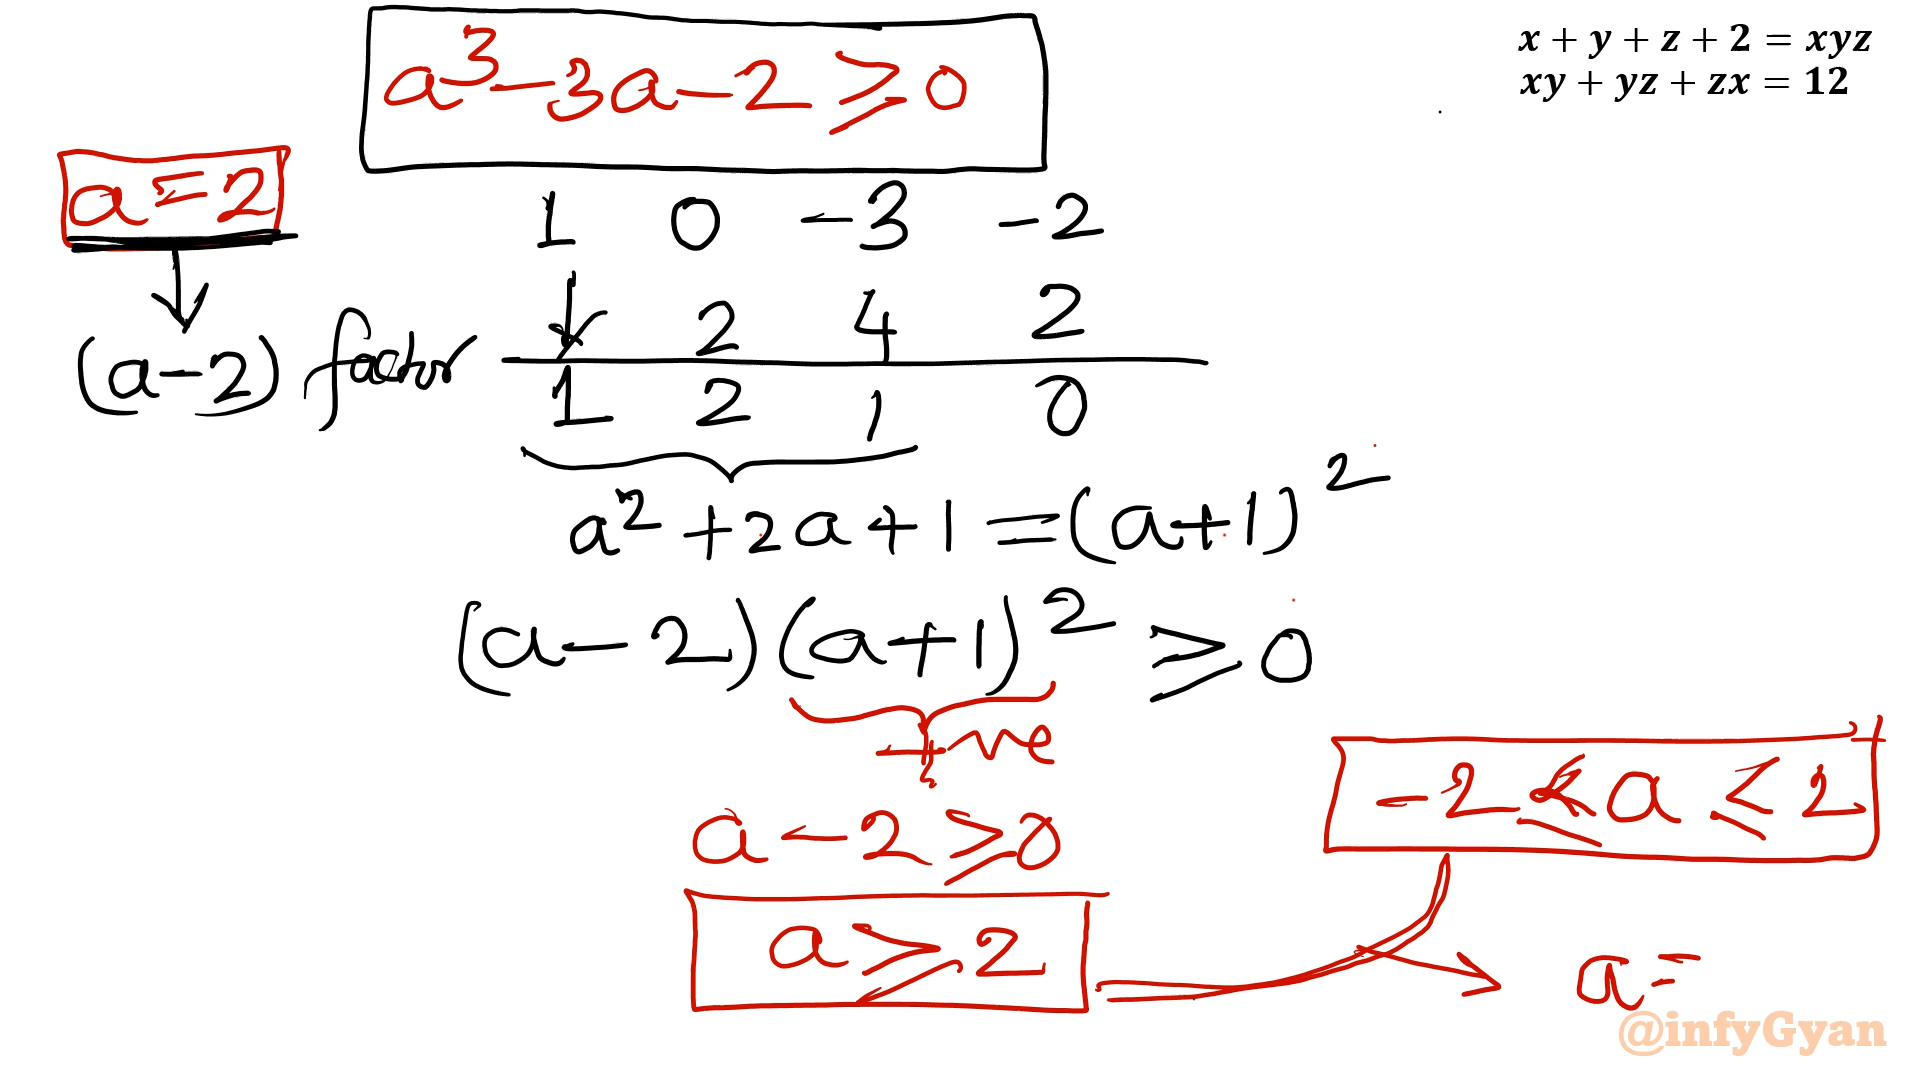 a³ - 3a - 2 ≥ 0
x + y + z + 2 = xyz
xy + yz + zx = 12
a = 2
1 0 -3 -2
2 4 2
(a-2) factor
1 2 1 0
a² + 2a + 1 = (a+1)²
(a-2)(a+1)² ≥ 0
+ve
a - 2 ≥ 0
-2 ≤ a ≤ 2
a ≥ 2
a =
@infyGyan